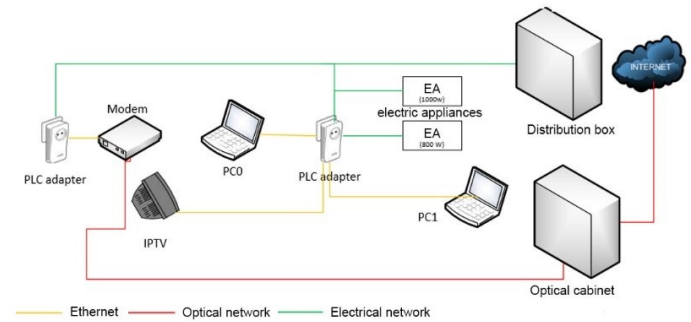 INTERNET
EA
(1000w)
electric appliances
EA
(800 W)
Distribution box
Modem
PLC adapter
PC0
PLC adapter
PC1
IPTV
Optical cabinet
Ethernet
Optical network
Electrical network